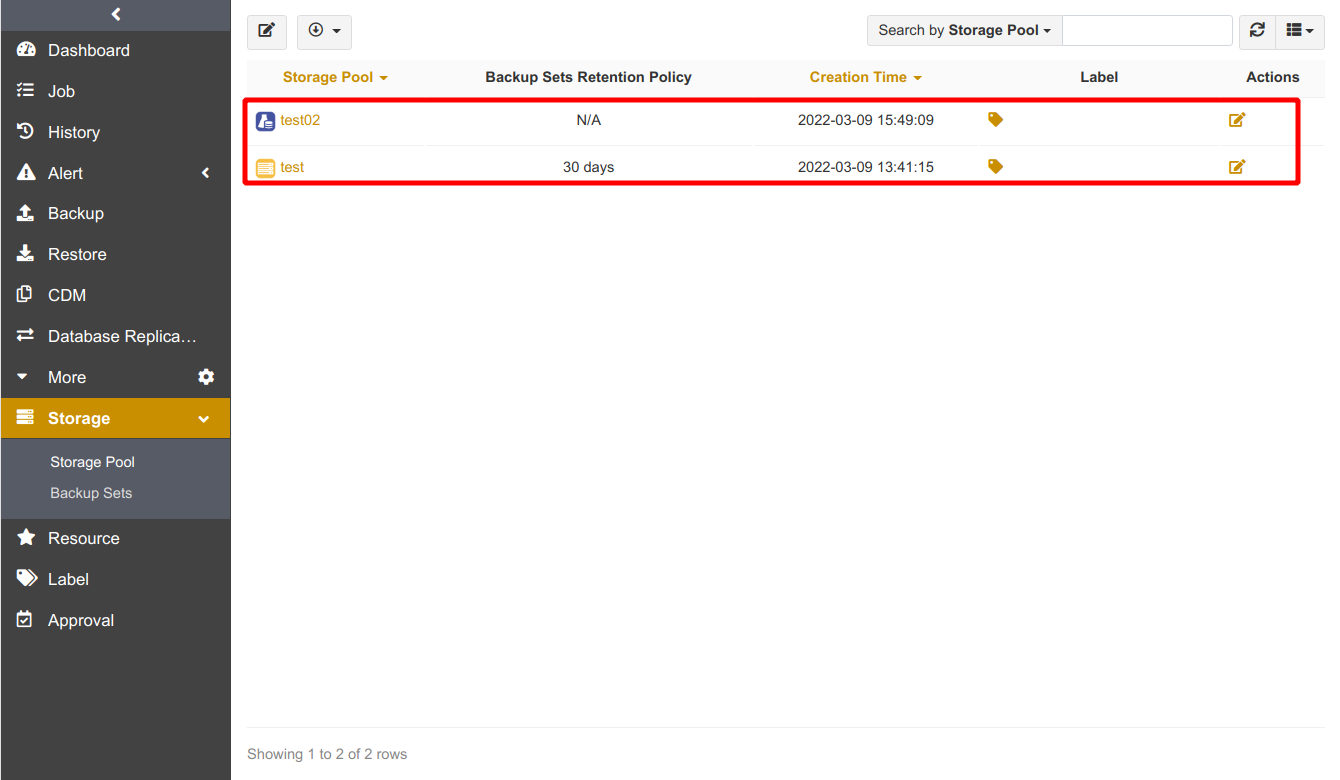 Dashboard
Job
History
Alert
Backup
Restore
CDM
Database Replica…
More
Storage
Storage Pool
Backup Sets
Resource
Label
Approval
Search by Storage Pool
Storage Pool Backup Sets Retention Policy Creation Time Label Actions
test02 N/A 2022-03-09 15:49:09
test 30 days 2022-03-09 13:41:15
Showing 1 to 2 of 2 rows